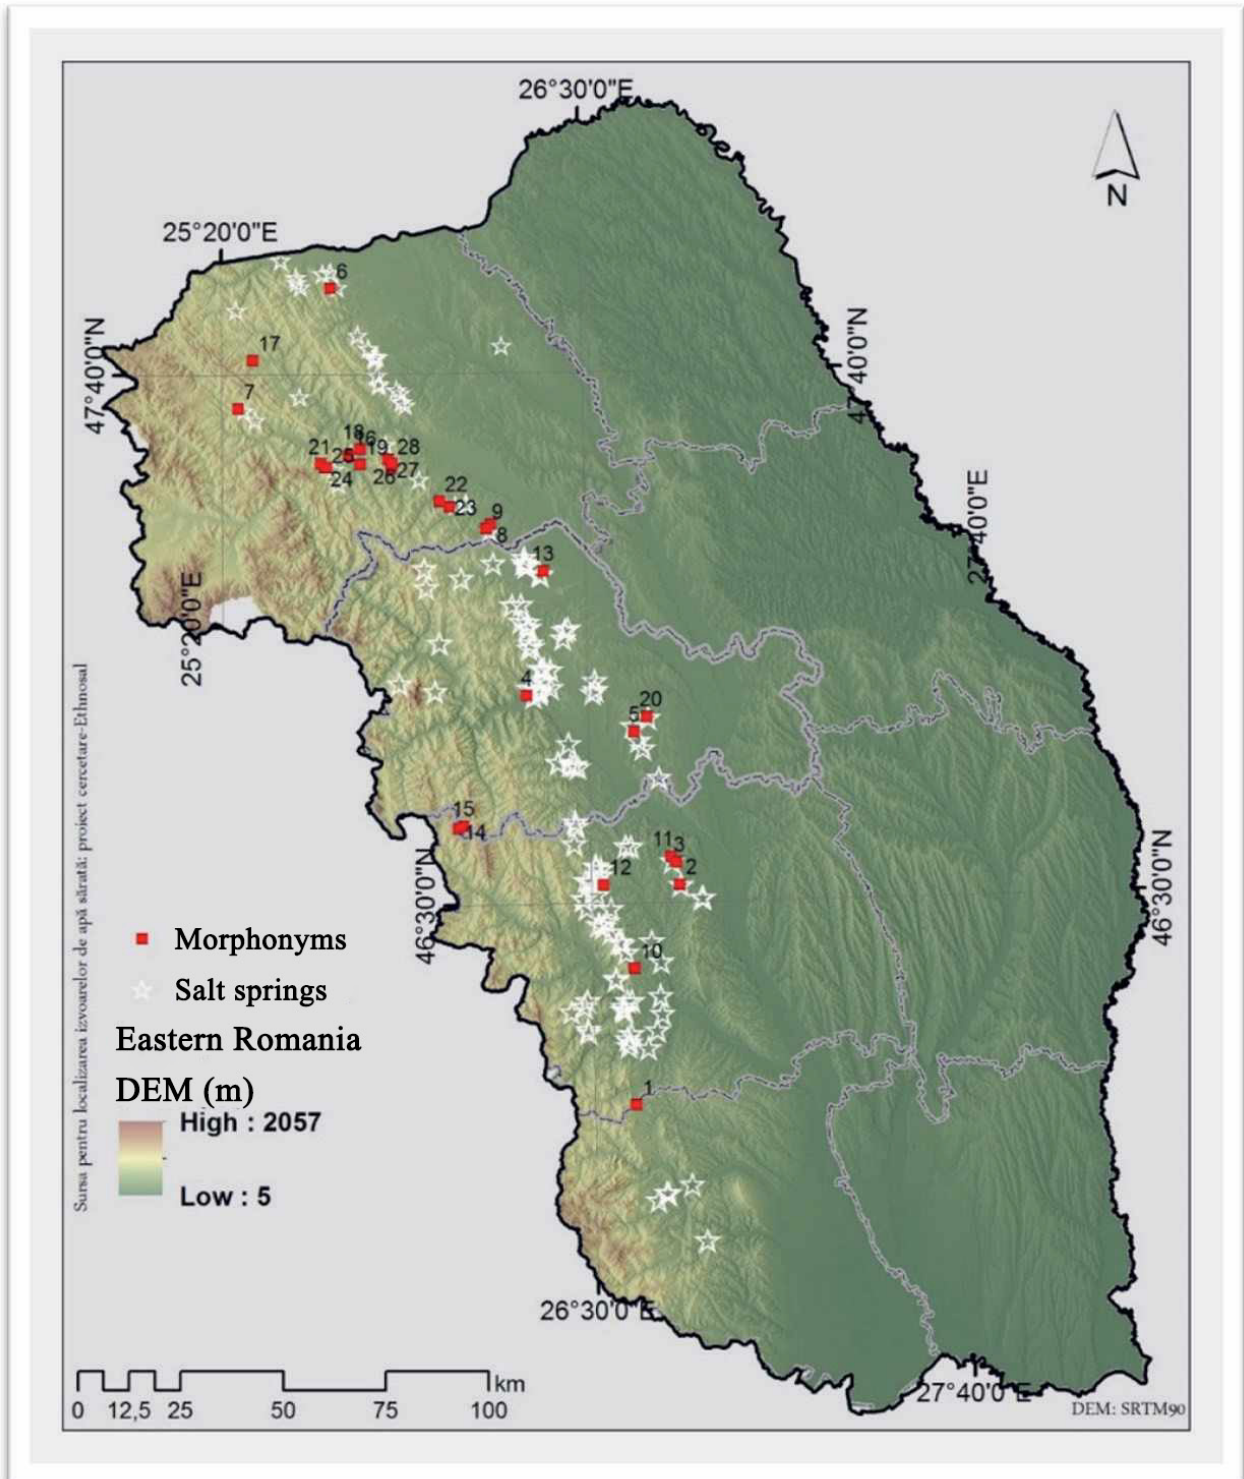 26°30'0"E
N
25°20'0"E
6
47°40'0"N
47°40'0"N
17
7
18
16
19
28
21
25
26
27
24
22
23
9
8
27°40'0"E
13
25°20'0"E
4
20
5
15
14
11
3
2
12
46°30'0"N
46°30'0"N
10
1
Morphonyms
Salt springs
Eastern Romania
DEM (m)
High : 2057
Low : 5
Sursa pentru localizarea izvoarelor de apă sărată: proiect cercetare-Ethnosal
26°30'0"E
27°40'0"E
km
0 12,5 25 50 75 100
DEM: SRTM90